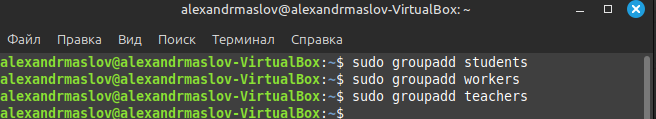 alexandrmaslov@alexandrmaslov-VirtualBox: ~
Файл Правка Вид Поиск Терминал Справка
alexandrmaslov@alexandrmaslov-VirtualBox:~$ sudo groupadd students
alexandrmaslov@alexandrmaslov-VirtualBox:~$ sudo groupadd workers
alexandrmaslov@alexandrmaslov-VirtualBox:~$ sudo groupadd teachers
alexandrmaslov@alexandrmaslov-VirtualBox:~$